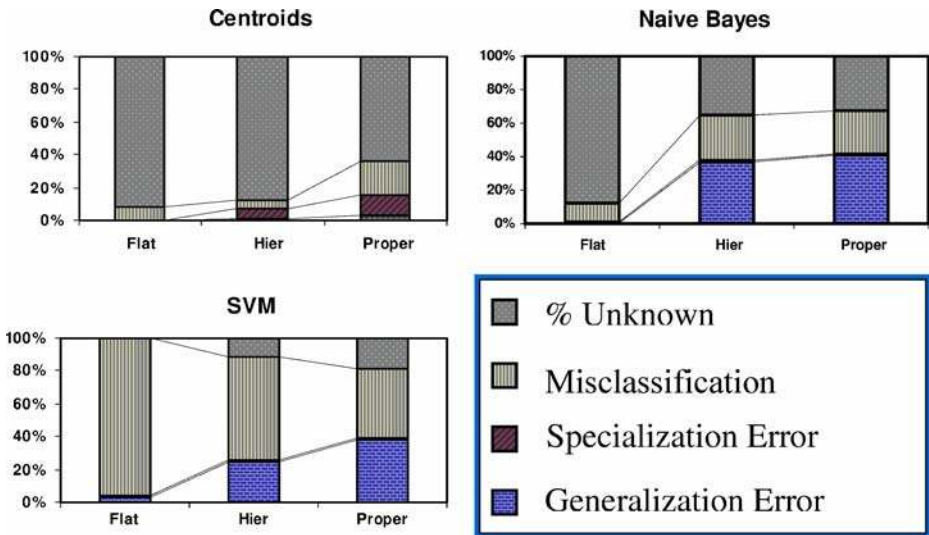 Centroids
100%
80%
60%
40%
20%
0%
Flat Hier Proper
Naive Bayes
100%
80%
60%
40%
20%
0%
Flat Hier Proper
SVM
100%
80%
60%
40%
20%
0%
Flat Hier Proper
% Unknown
Misclassification
Specialization Error
Generalization Error